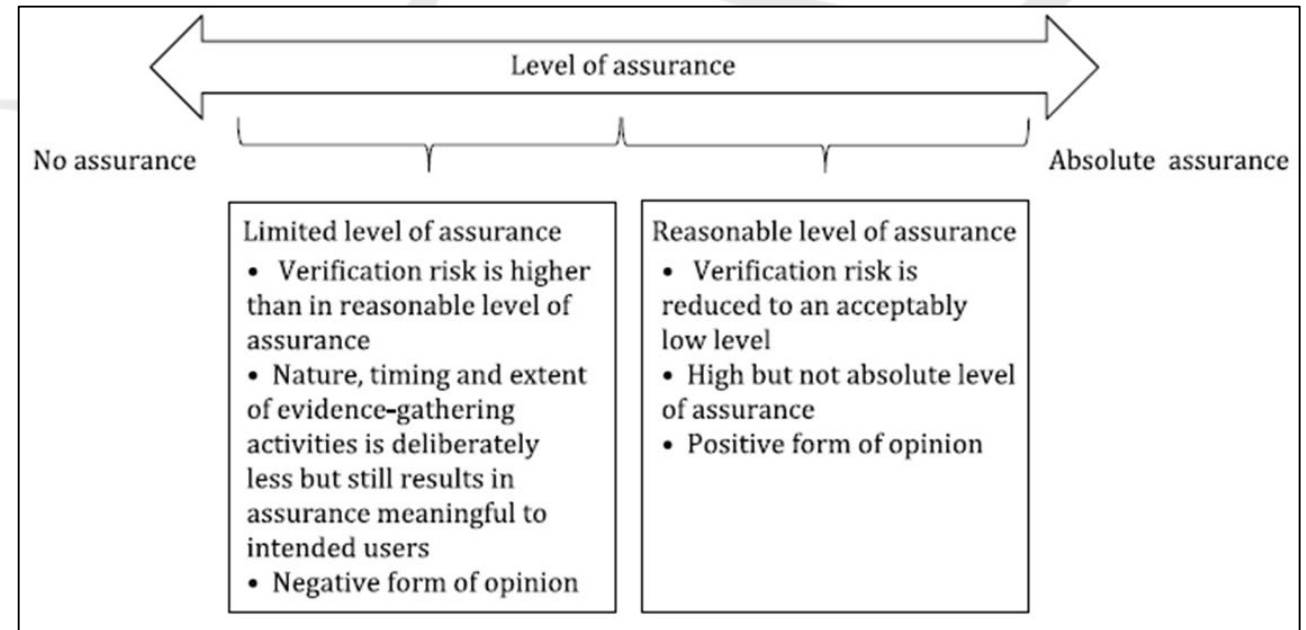 Level of assurance
No assurance
Absolute assurance
Limited level of assurance
• Verification risk is higher
than in reasonable level of
assurance
• Nature, timing and extent
of evidence-gathering
activities is deliberately
less but still results in
assurance meaningful to
intended users
• Negative form of opinion
Reasonable level of assurance
• Verification risk is
reduced to an acceptably
low level
• High but not absolute level
of assurance
• Positive form of opinion